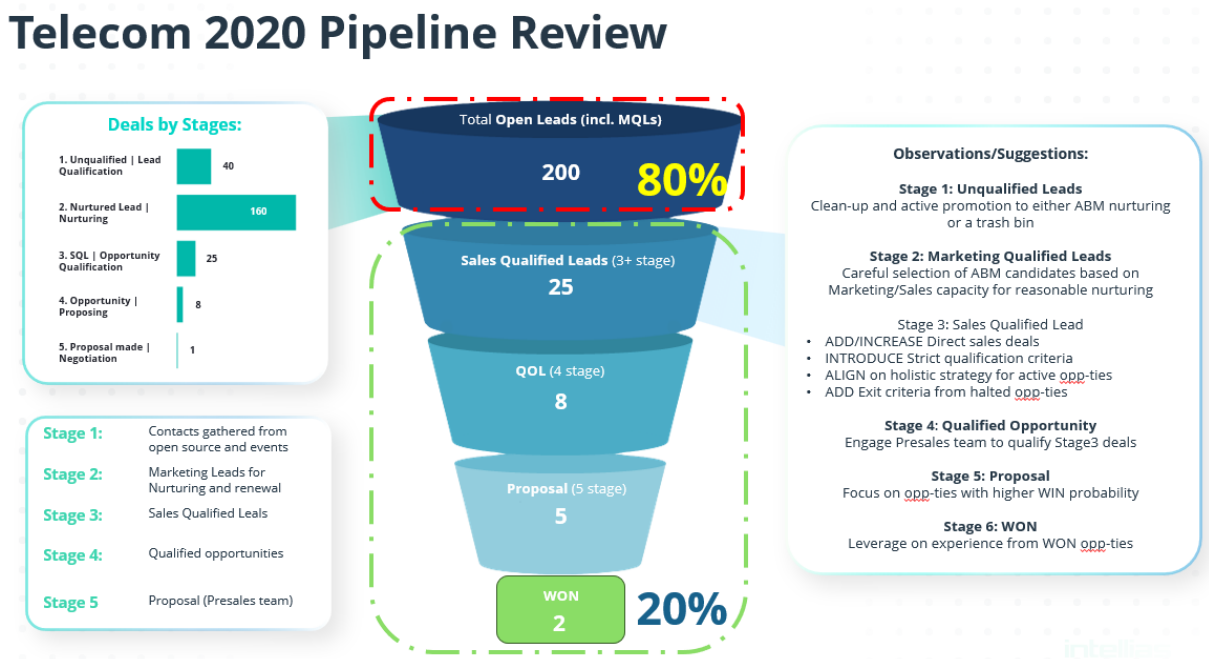 Telecom 2020 Pipeline Review
Deals by Stages:
1. Unqualified | Lead
Qualification
40
2. Nurtured Lead |
Nurturing
160
3. SQL | Opportunity
Qualification
25
4. Opportunity |
Proposing
8
5. Proposal made |
Negotiation
1
Stage 1:
Contacts gathered from
open source and events
Stage 2:
Marketing Leads for
Nurturing and renewal
Stage 3:
Sales Qualified Leals
Stage 4:
Qualified opportunities
Stage 5
Proposal (Presales team)
Total Open Leads (incl. MQLs)
200
80%
Sales Qualified Leads (3+ stage)
25
QOL (4 stage)
8
Proposal (5 stage)
5
WON
2
20%
Observations/Suggestions:
Stage 1: Unqualified Leads
Clean-up and active promotion to either ABM nurturing
or a trash bin
Stage 2: Marketing Qualified Leads
Careful selection of ABM candidates based on
Marketing/Sales capacity for reasonable nurturing
Stage 3: Sales Qualified Lead
• ADD/INCREASE Direct sales deals
• INTRODUCE Strict qualification criteria
• ALIGN on holistic strategy for active opp-ties
• ADD Exit criteria from halted opp-ties
Stage 4: Qualified Opportunity
Engage Presales team to qualify Stage3 deals
Stage 5: Proposal
Focus on opp-ties with higher WIN probability
Stage 6: WON
Leverage on experience from WON opp-ties